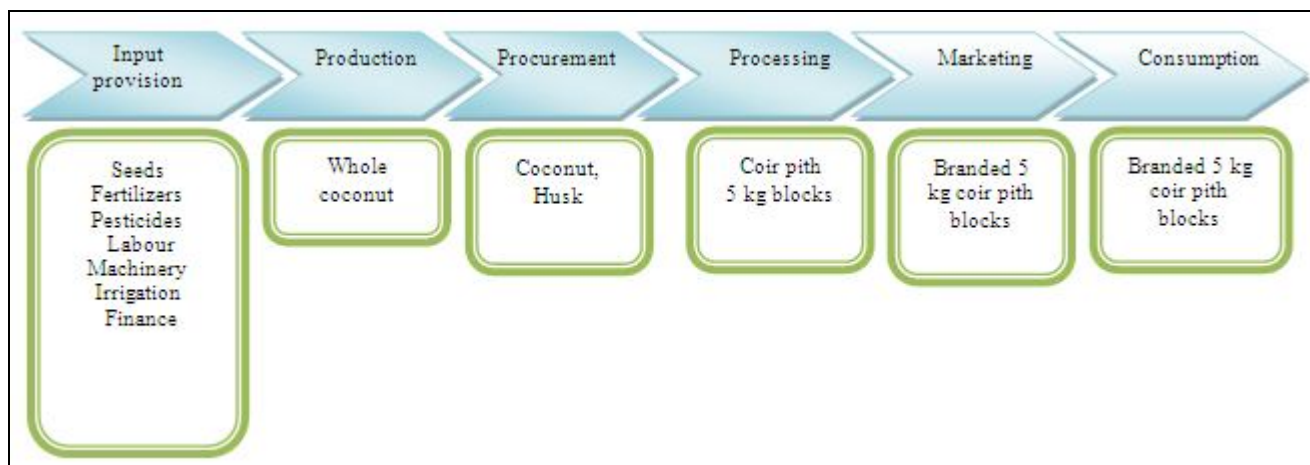 Input
provision
Production
Procurement
Processing
Marketing
Consumption
Seeds
Fertilizers
Pesticides
Labour
Machinery
Irrigation
Finance
Whole
coconut
Coconut,
Husk
Coir pith
5 kg blocks
Branded 5
kg coir pith
blocks
Branded 5 kg
coir pith
blocks